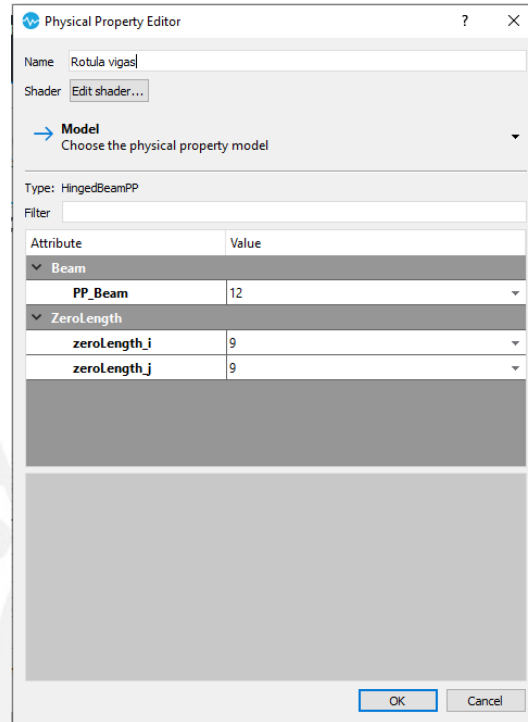 Physical Property Editor ? X
Name Rotula vigas
Shader Edit shader...
Model
Choose the physical property model
Type: HingedBeamPP
Filter
Attribute Value
Beam
PP_Beam 12
ZeroLength
zeroLength_i 9
zeroLength_j 9
OK Cancel